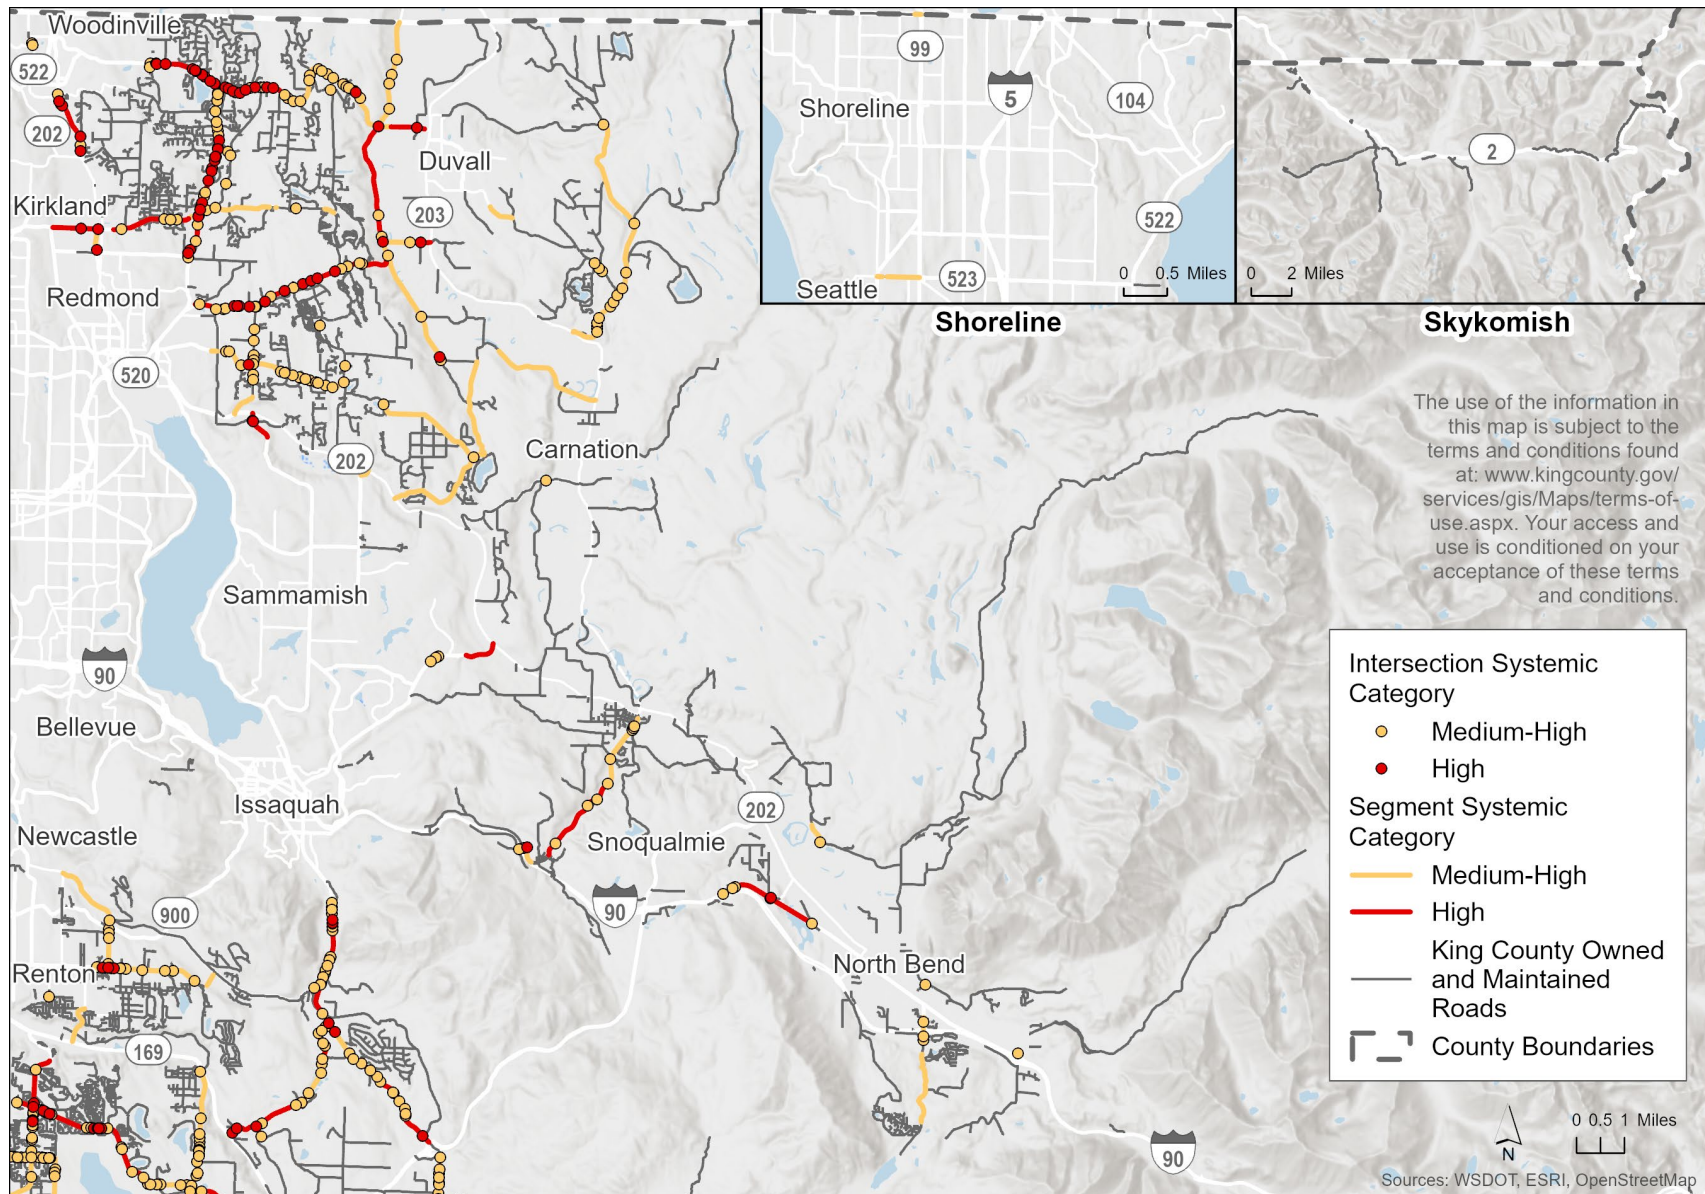 Woodinville
522
202
Kirkland
Redmond
520
Duvall
203
202
Carnation
Sammamish
90
Bellevue
Issaquah
Newcastle
900
Renton
169
Snoqualmie
202
90
North Bend
90
99
Shoreline
5
104
522
Seattle
523
0 0.5 Miles
Shoreline
2
0 2 Miles
Skykomish
The use of the information in
this map is subject to the
terms and conditions found
at: www.kingcounty.gov/
services/gis/Maps/terms-of-
use.aspx. Your access and
use is conditioned on your
acceptance of these terms
and conditions.
Intersection Systemic
Category
Medium-High
High
Segment Systemic
Category
Medium-High
High
King County Owned
and Maintained
Roads
County Boundaries
N
0 0.5 1 Miles
Sources: WSDOT, ESRI, OpenStreetMap